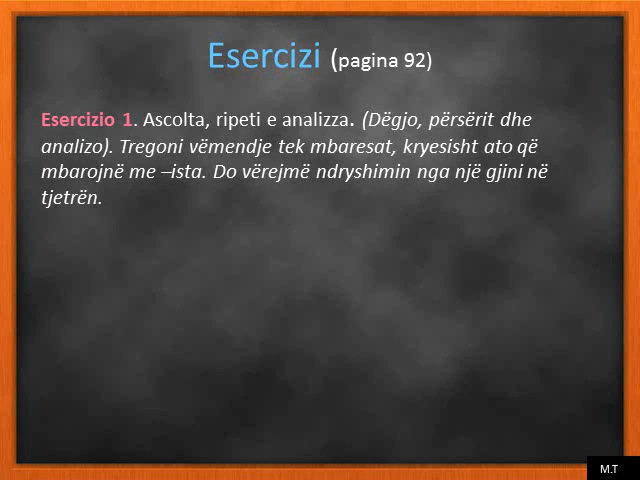 Esercizi (pagina 92)
Esercizio 1. Ascolta, ripeti e analizza. (Dëgjo, përsërit dhe
analizo). Tregoni vëmendje tek mbaresat, kryesisht ato që
mbarojnë me –ista. Do vërejmë ndryshimin nga një gjini në
tjetrën.
M.T